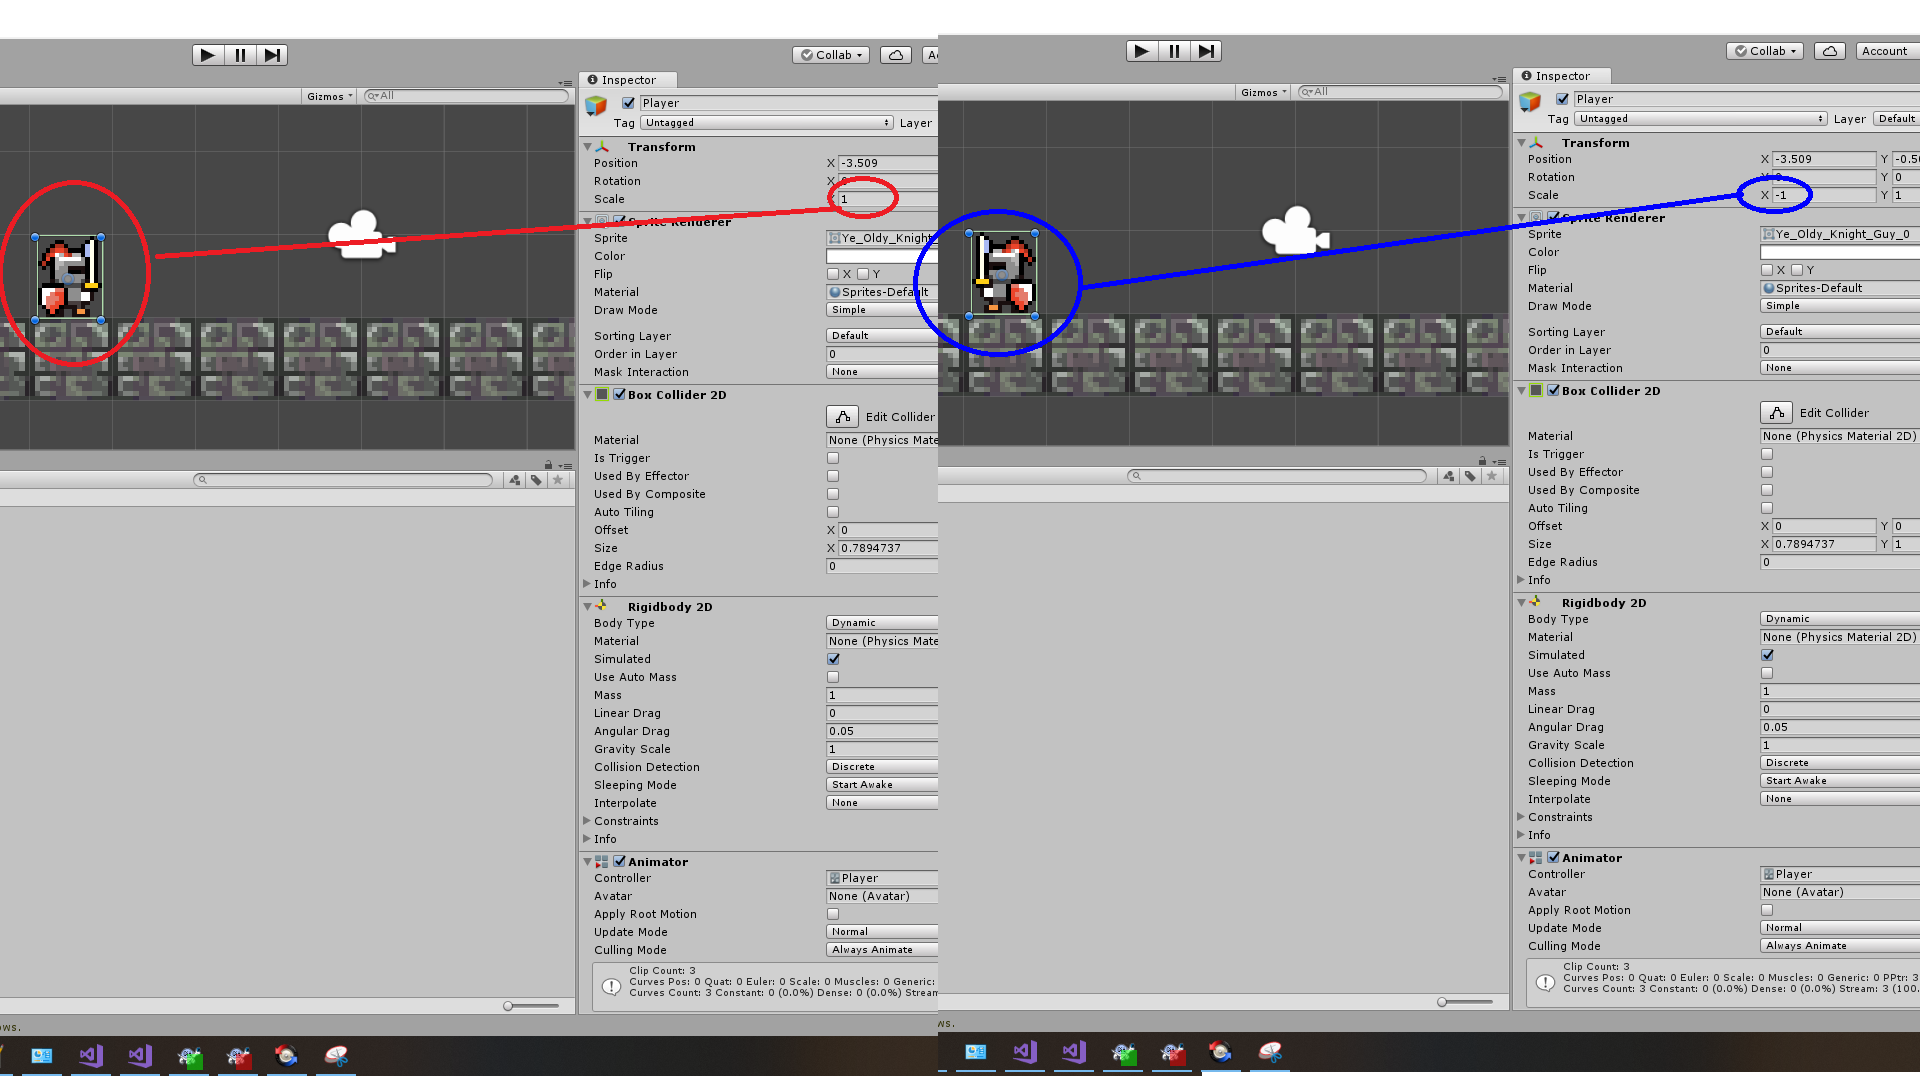 Collab
A
Inspector
Gizmos
All
Player
Tag Untagged Layer
Transform
Position X -3.509
Rotation X
Scale 1
Sprite Renderer
Sprite Ye_Oldy_Knight
Color
Flip X Y
Material Sprites-Default
Draw Mode Simple
Sorting Layer Default
Order in Layer 0
Mask Interaction None
Box Collider 2D
Edit Collider
Material None (Physics Mate
Is Trigger
Used By Effector
Used By Composite
Auto Tiling
Offset X 0
Size X 0.7894737
Edge Radius 0
Info
Rigidbody 2D
Body Type Dynamic
Material None (Physics Mate
Simulated
Use Auto Mass
Mass 1
Linear Drag 0
Angular Drag 0.05
Gravity Scale 1
Collision Detection Discrete
Sleeping Mode Start Awake
Interpolate None
Constraints
Info
Animator
Controller Player
Avatar None (Avatar)
Apply Root Motion
Update Mode Normal
Culling Mode Always Animate
Clip Count: 3
Curves Pos: 0 Quat: 0 Euler: 0 Scale: 0 Muscles: 0 Generic:
Curves Count: 3 Constant: 0 (0.0%) Dense: 0 (0.0%) Stream
ows.
Collab Account
Inspector
Gizmos
All
Player
Tag Untagged Layer Default
Transform
Position X -3.509 Y -0.50
Rotation Y 0
Scale X -1 Y 1
Sprite Renderer
Sprite Ye_Oldy_Knight_Guy_0
Color
Flip X Y
Material Sprites-Default
Draw Mode Simple
Sorting Layer Default
Order in Layer 0
Mask Interaction None
Box Collider 2D
Edit Collider
Material None (Physics Material 2D)
Is Trigger
Used By Effector
Used By Composite
Auto Tiling
Offset X 0 Y 0
Size X 0.7894737 Y 1
Edge Radius 0
Info
Rigidbody 2D
Body Type Dynamic
Material None (Physics Material 2D)
Simulated
Use Auto Mass
Mass 1
Linear Drag 0
Angular Drag 0.05
Gravity Scale 1
Collision Detection Discrete
Sleeping Mode Start Awake
Interpolate None
Constraints
Info
Animator
Controller Player
Avatar None (Avatar)
Apply Root Motion
Update Mode Normal
Culling Mode Always Animate
Clip Count: 3
Curves Pos: 0 Quat: 0 Euler: 0 Scale: 0 Muscles: 0 Generic: 0 PPtr: 3
Curves Count: 3 Constant: 0 (0.0%) Dense: 0 (0.0%) Stream: 3 (100.
ws.